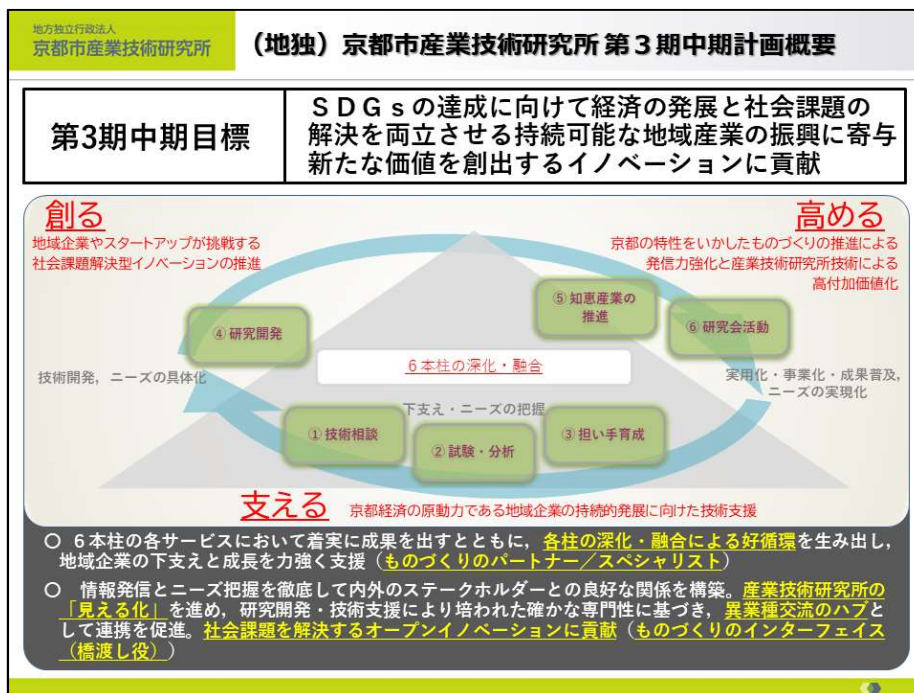 地方独立行政法人
京都市産業技術研究所
（地独）京都市産業技術研究所 第３期中期計画概要
第3期中期目標
ＳＤＧｓの達成に向けて経済の発展と社会課題の
解決を両立させる持続可能な地域産業の振興に寄与
新たな価値を創出するイノベーションに貢献
創る
地域企業やスタートアップが挑戦する
社会課題解決型イノベーションの推進
高める
京都の特性をいかしたものづくりの推進による
発信力強化と産業技術研究所技術による
高付加価値化
⑤ 知恵産業の
推進
④ 研究開発
⑥ 研究会活動
６本柱の深化・融合
技術開発，ニーズの具体化
実用化・事業化・成果普及，
ニーズの実現化
下支え・ニーズの把握
① 技術相談
② 試験・分析
③ 担い手育成
支える
京都経済の原動力である地域企業の持続的発展に向けた技術支援
○ ６本柱の各サービスにおいて着実に成果を出すとともに，各柱の深化・融合による好循環を生み出し，
地域企業の下支えと成長を力強く支援（ものづくりのパートナー／スペシャリスト）
○ 情報発信とニーズ把握を徹底して内外のステークホルダーとの良好な関係を構築。産業技術研究所の
「見える化」を進め，研究開発・技術支援により培われた確かな専門性に基づき，異業種交流のハブと
して連携を促進。社会課題を解決するオープンイノベーションに貢献（ものづくりのインターフェイス
（橋渡し役））